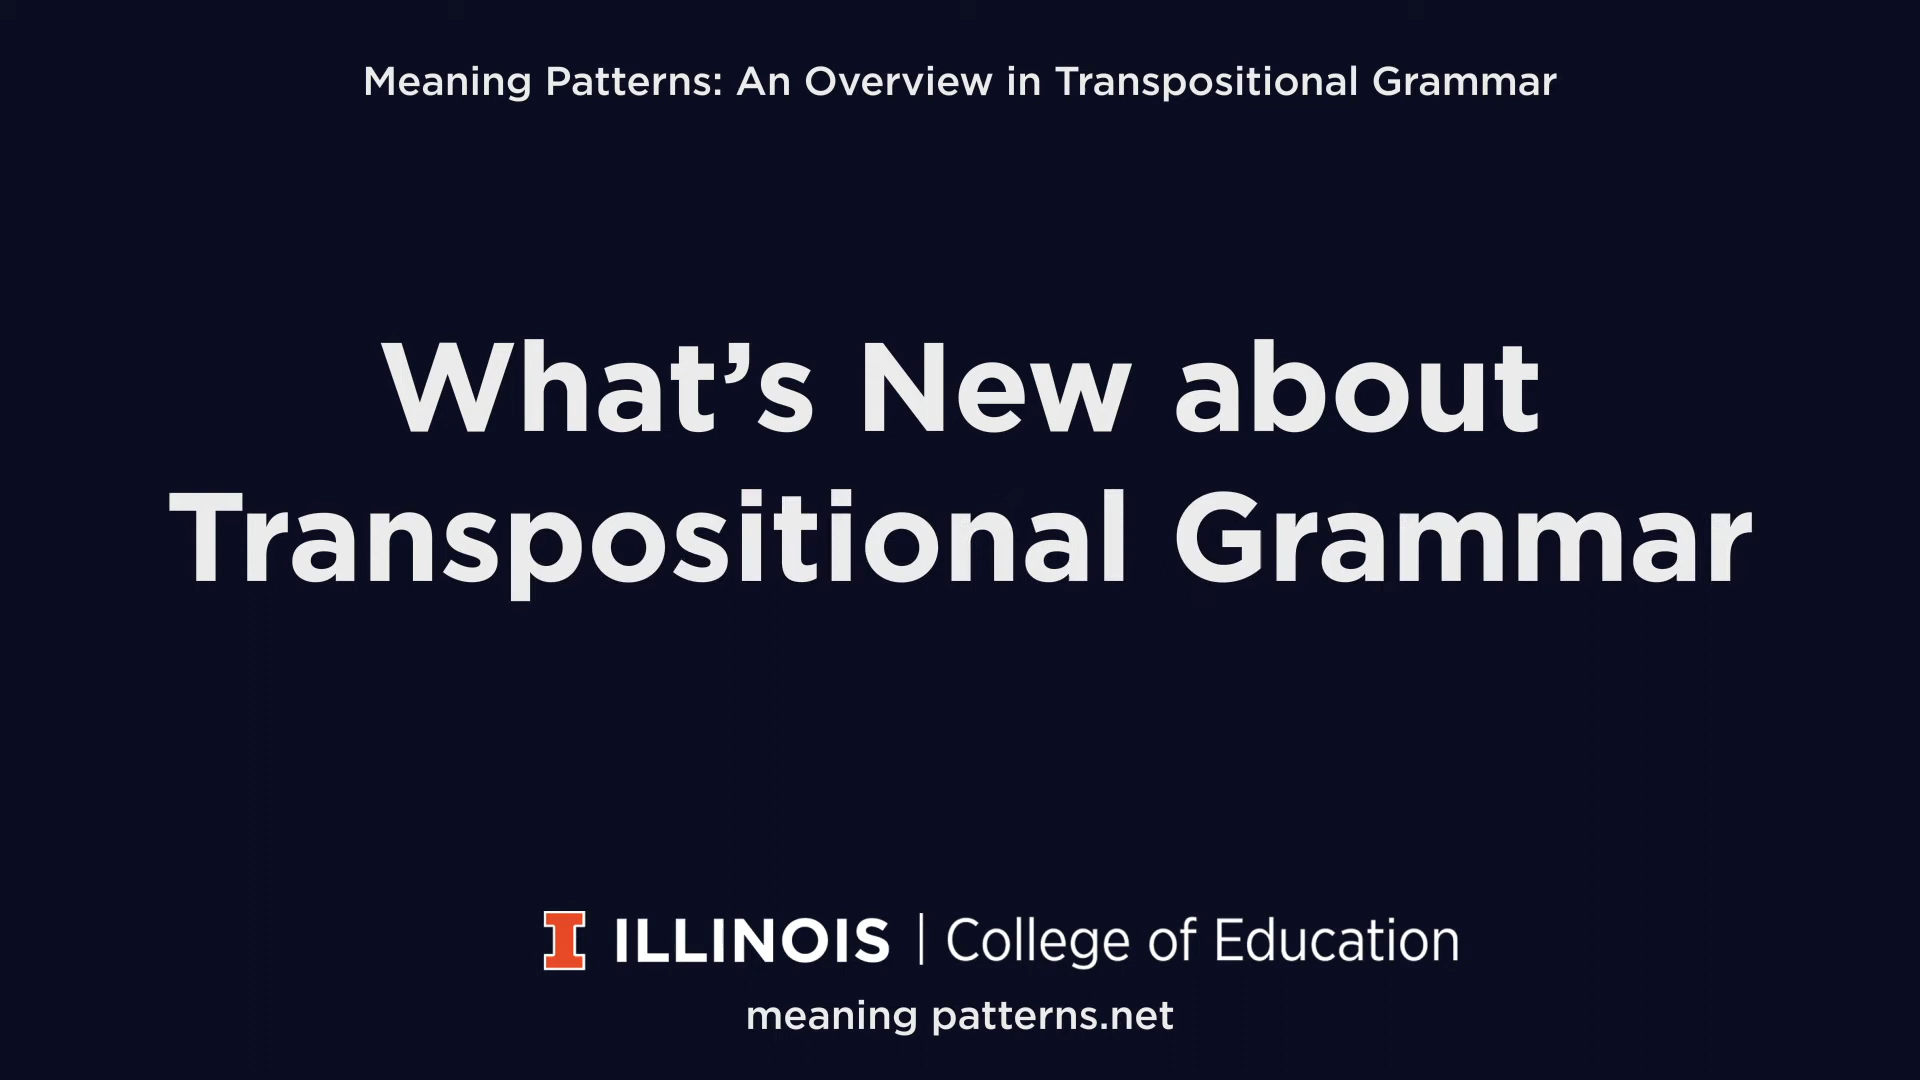 Meaning Patterns: An Overview in Transpositional Grammar
What’s New about
Transpositional Grammar
I ILLINOIS | College of Education
meaning patterns.net